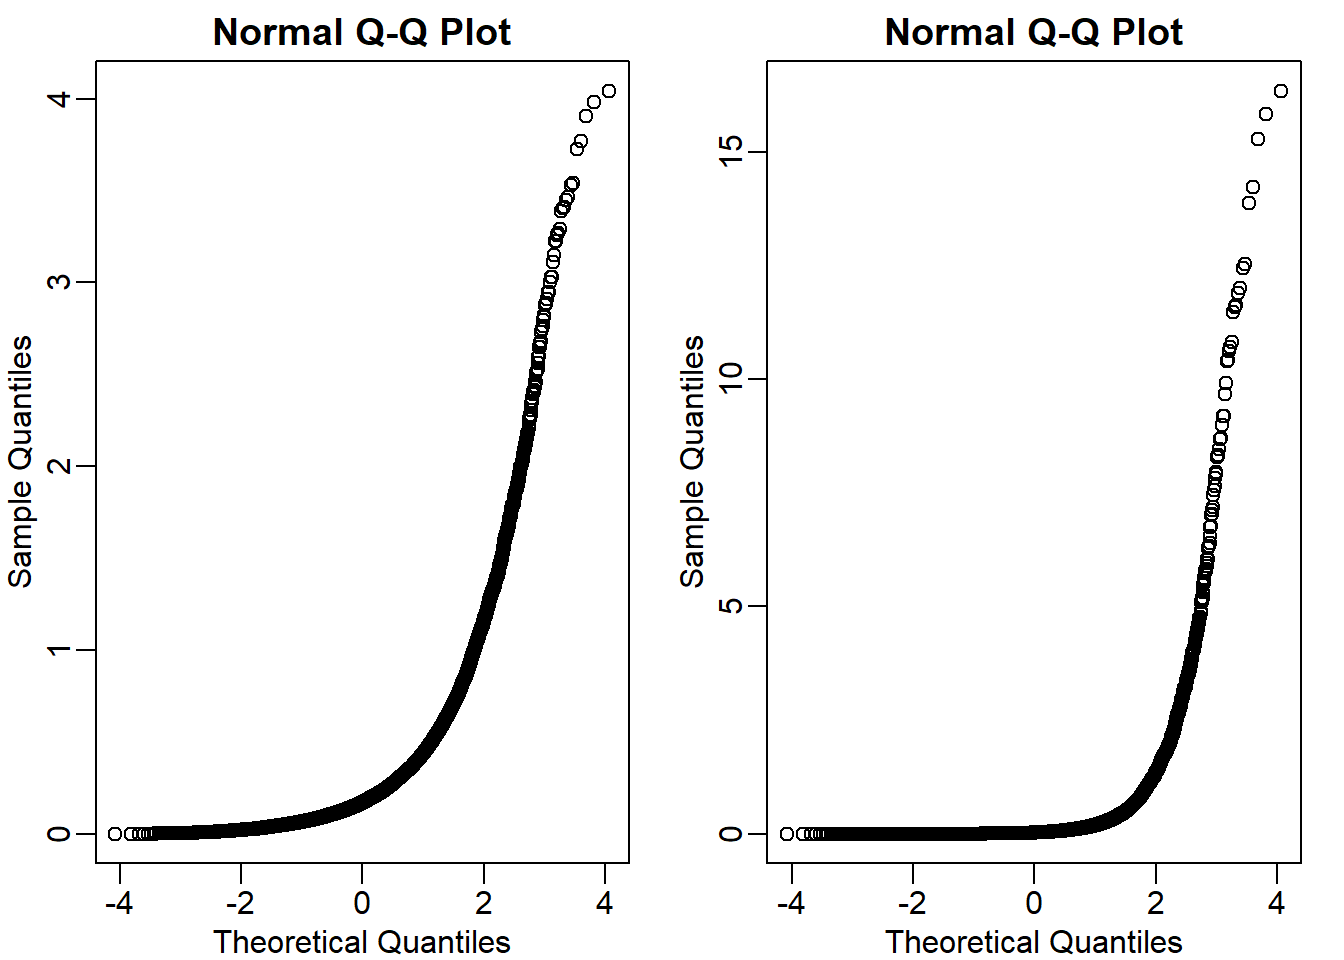 Normal Q-Q Plot
Sample Quantiles
4
3
2
1
0
-4 -2 0 2 4
Theoretical Quantiles
Normal Q-Q Plot
Sample Quantiles
15
10
5
0
-4 -2 0 2 4
Theoretical Quantiles